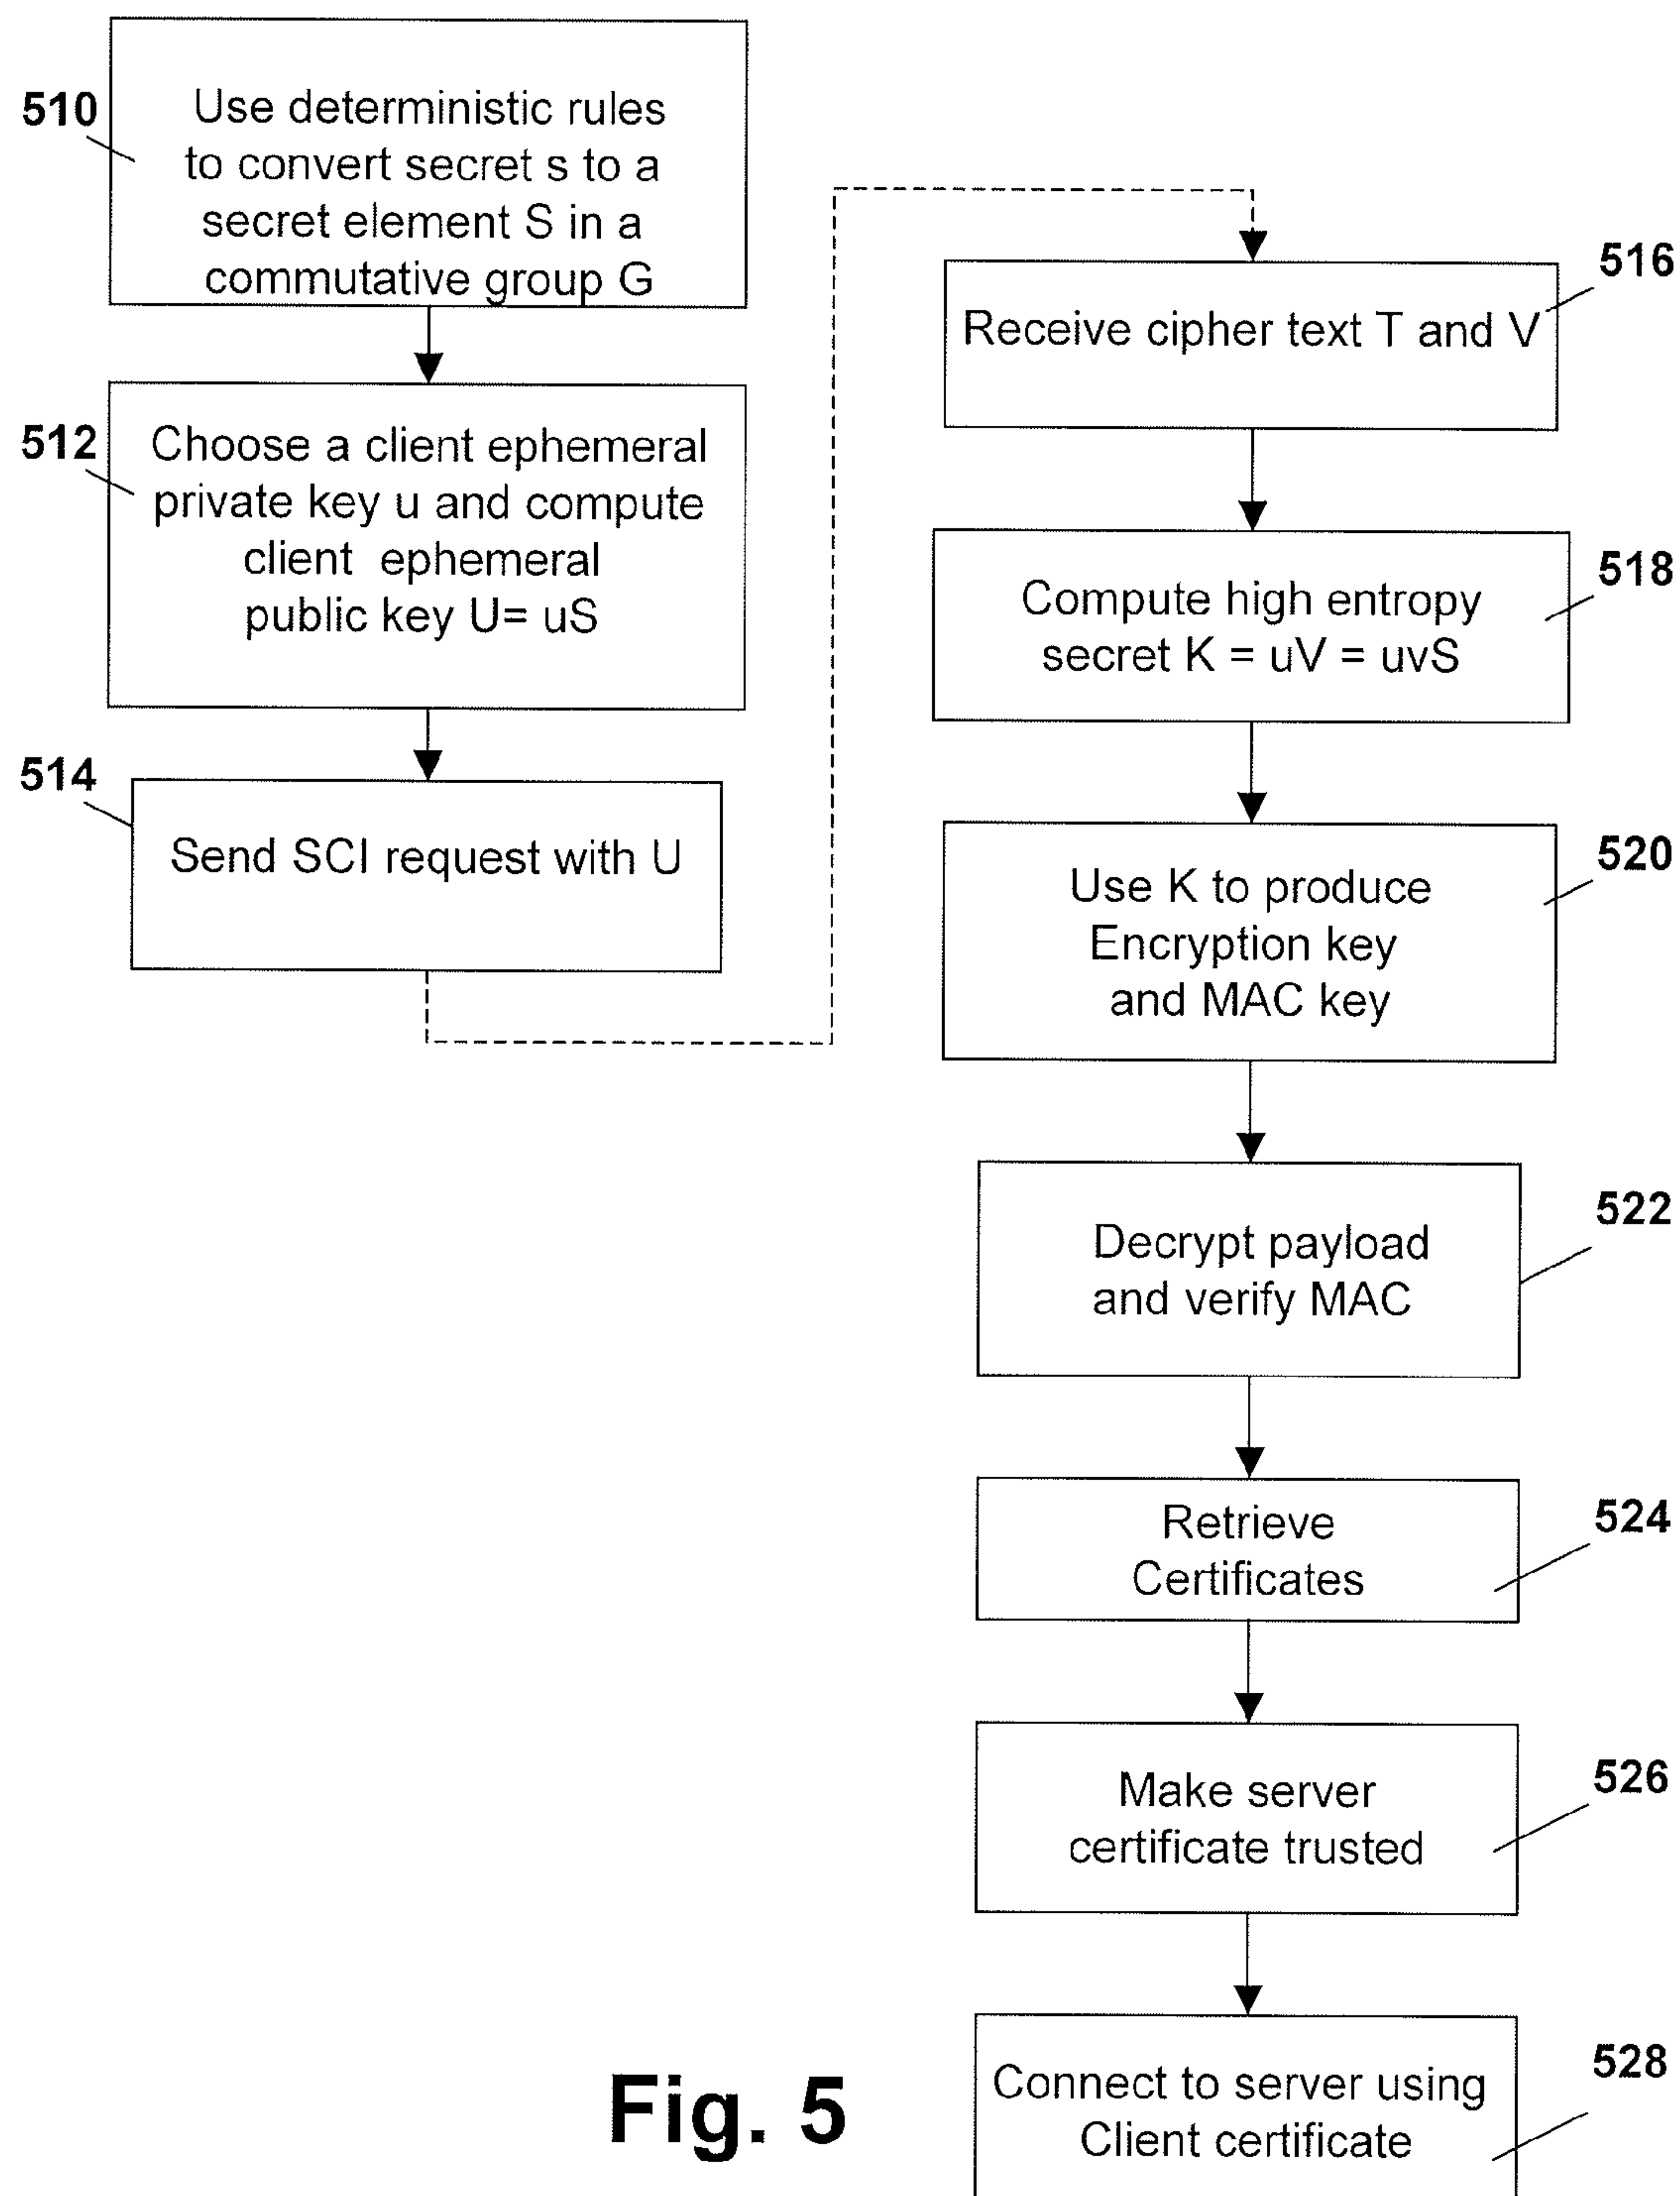 510
Use deterministic rules
to convert secret s to a
secret element S in a
commutative group G
512
Choose a client ephemeral
private key u and compute
client ephemeral
public key U= uS
514
Send SCI request with U
516
Receive cipher text T and V
518
Compute high entropy
secret K = uV = uvS
520
Use K to produce
Encryption key
and MAC key
522
Decrypt payload
and verify MAC
524
Retrieve
Certificates
526
Make server
certificate trusted
528
Connect to server using
Client certificate
Fig. 5